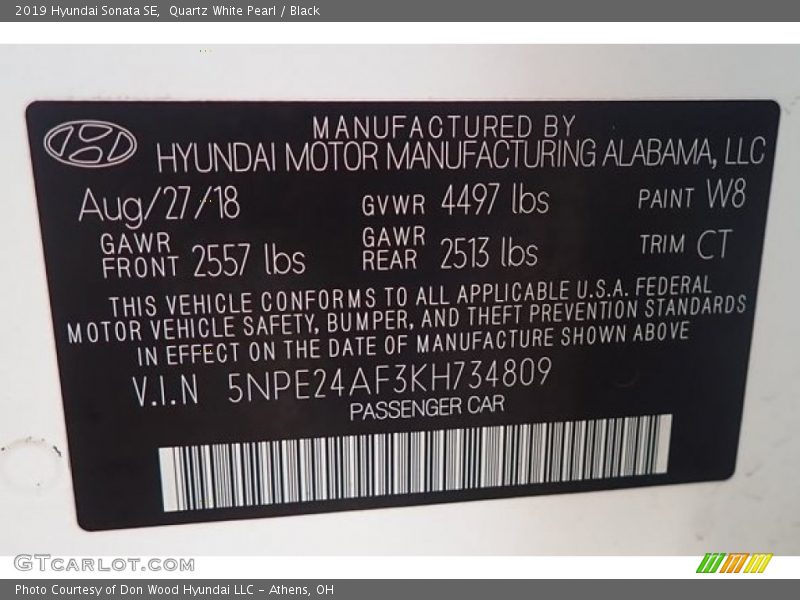 2019 Hyundai Sonata SE,  Quartz White Pearl / Black
MANUFACTURED BY
HYUNDAI MOTOR MANUFACTURING ALABAMA, LLC
Aug/27/18 GVWR 4497 lbs PAINT W8
GAWR FRONT 2557 lbs GAWR REAR 2513 lbs TRIM CT
THIS VEHICLE CONFORMS TO ALL APPLICABLE U.S.A. FEDERAL
MOTOR VEHICLE SAFETY, BUMPER, AND THEFT PREVENTION STANDARDS
IN EFFECT ON THE DATE OF MANUFACTURE SHOWN ABOVE
V.I.N 5NPE24AF3KH734809
PASSENGER CAR
GTCARLOT.COM
Photo Courtesy of Don Wood Hyundai LLC - Athens, OH